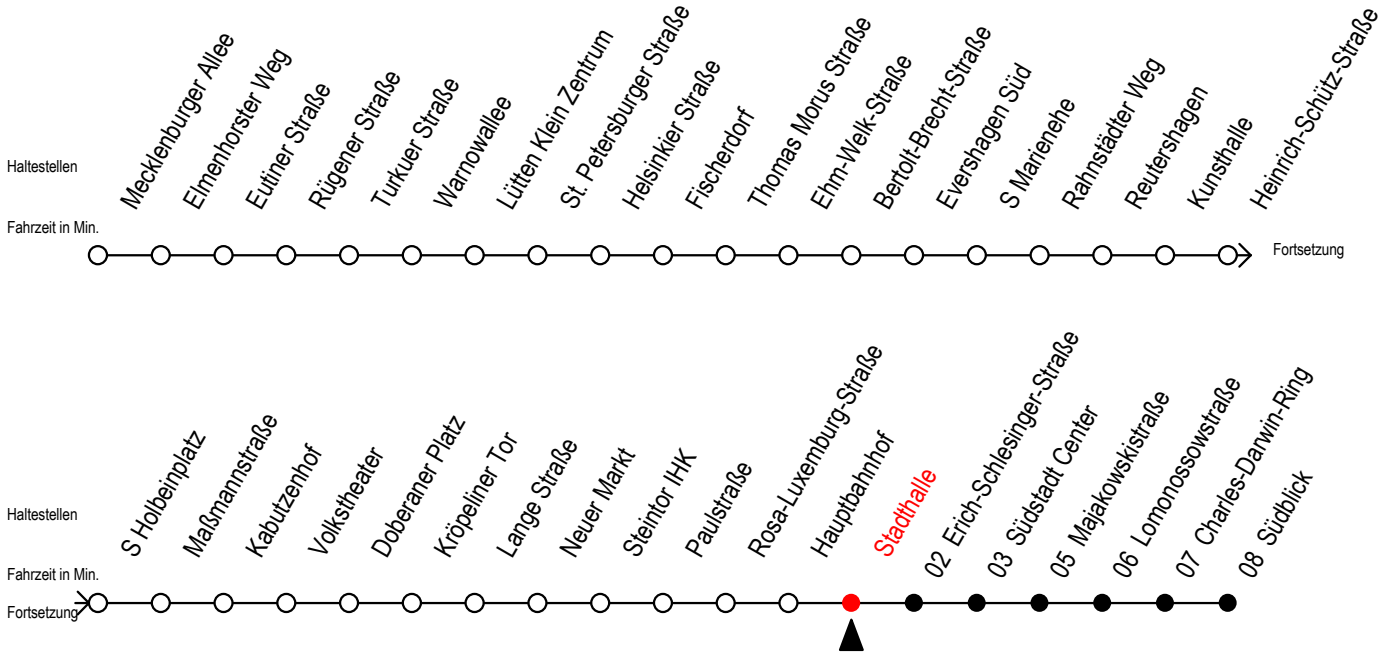 Haltestellen
Mecklenburger Allee
Elmenhorster Weg
Eutiner Straße
Rügener Straße
Turkuer Straße
Warnowallee
Lütten Klein Zentrum
St. Petersburger Straße
Helsinkier Straße
Fischerdorf
Thomas Morus Straße
Ehm-Welk-Straße
Bertolt-Brecht-Straße
Evershagen Süd
S Marienehe
Rahnstädter Weg
Reutershagen
Kunsthalle
Heinrich-Schütz-Straße
Fahrzeit in Min.
Fortsetzung
Haltestellen
S Holbeinplatz
Maßmannstraße
Kabutzenhof
Volkstheater
Doberaner Platz
Kröpeliner Tor
Lange Straße
Neuer Markt
Steintor IHK
Paulstraße
Rosa-Luxemburg-Straße
Hauptbahnhof
Stadthalle
02 Erich-Schlesinger-Straße
03 Südstadt Center
05 Majakowskistraße
06 Lomonossowstraße
07 Charles-Darwin-Ring
08 Südblick
Fahrzeit in Min.
Fortsetzung